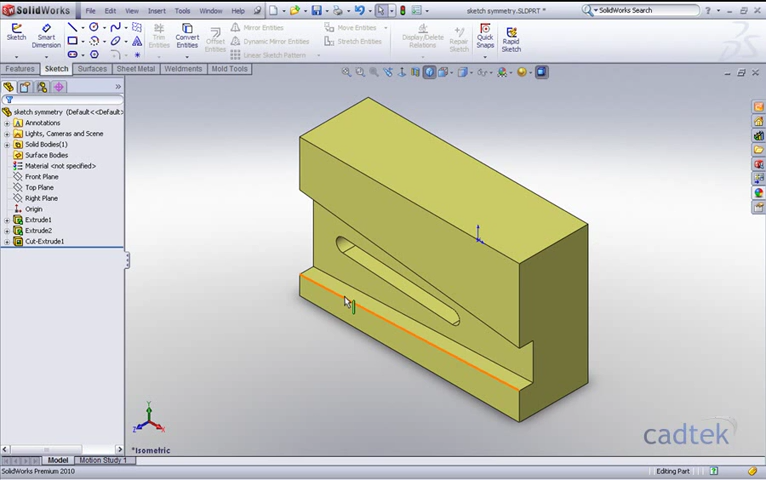 SolidWorks
File Edit View Insert Tools Window Help
sketch symmetry.SLDPRT *
SolidWorks Search
Sketch
Smart Dimension
Trim Entities
Convert Entities
Offset Entities
Mirror Entities
Dynamic Mirror Entities
Linear Sketch Pattern
Move Entities
Stretch Entities
Display/Delete Relations
Repair Sketch
Quick Snaps
Rapid Sketch
Features Sketch Surfaces Sheet Metal Weldments Mold Tools
sketch symmetry (Default<<Default>
Annotations
Lights, Cameras and Scene
Solid Bodies(1)
Surface Bodies
Material <not specified>
Front Plane
Top Plane
Right Plane
Origin
Extrude1
Extrude2
Cut-Extrude1
Y
Z
X
*Isometric
cadtek
Model Motion Study 1
SolidWorks Premium 2010
Editing Part